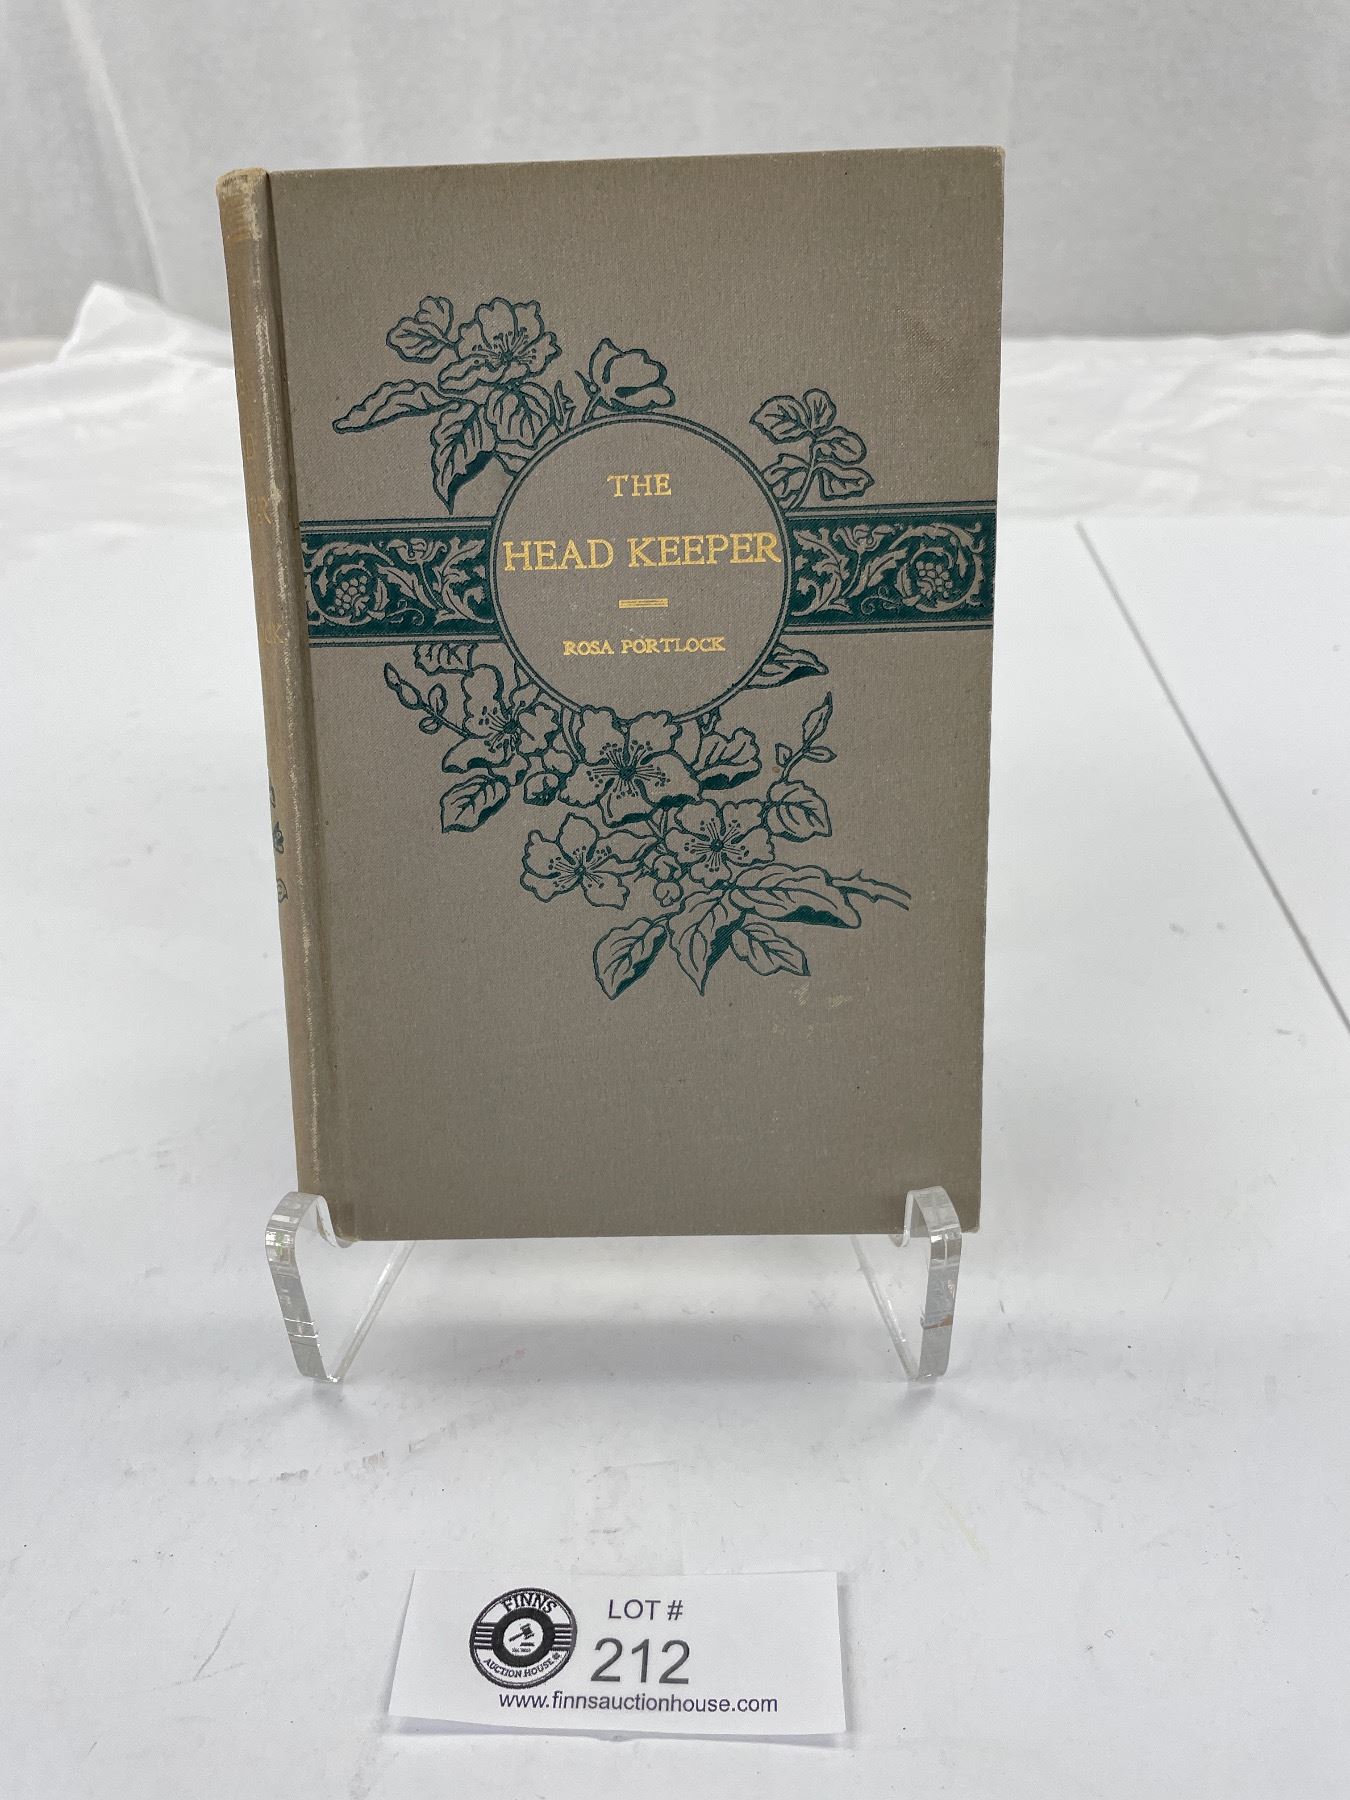 THE
HEAD KEEPER
ROSA PORTLOCK
FINNS
AUCTION HOUSE
LOT #
212
www.finnsauctionhouse.com